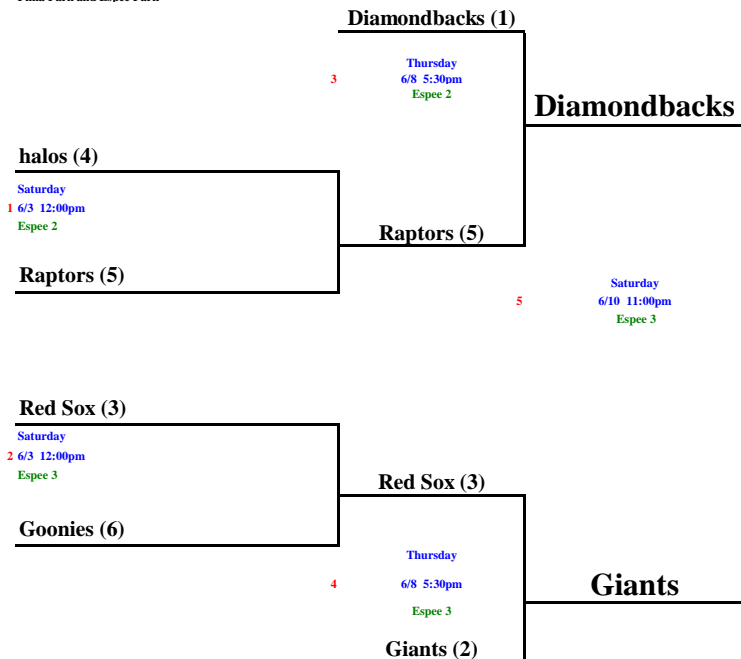 Diamondbacks (1)
Thursday
3 6/8 5:30pm
Espee 2
Diamondbacks
halos (4)
Saturday
1 6/3 12:00pm
Espee 2
Raptors (5)
Raptors (5)
Saturday
5 6/10 11:00pm
Espee 3
Red Sox (3)
Saturday
2 6/3 12:00pm
Espee 3
Red Sox (3)
Goonies (6)
Thursday
4 6/8 5:30pm
Giants
Espee 3
Giants (2)